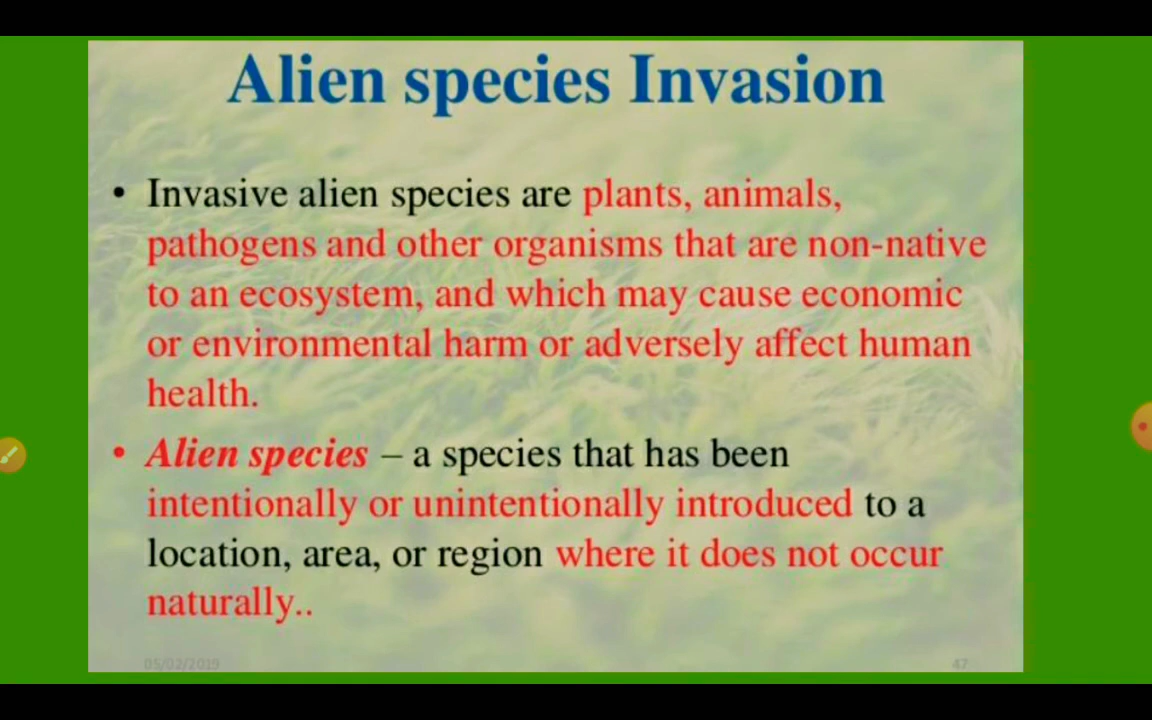 Alien species Invasion
• Invasive alien species are plants, animals,
pathogens and other organisms that are non-native
to an ecosystem, and which may cause economic
or environmental harm or adversely affect human
health.
• Alien species – a species that has been
intentionally or unintentionally introduced to a
location, area, or region where it does not occur
naturally..
05/02/2019 47